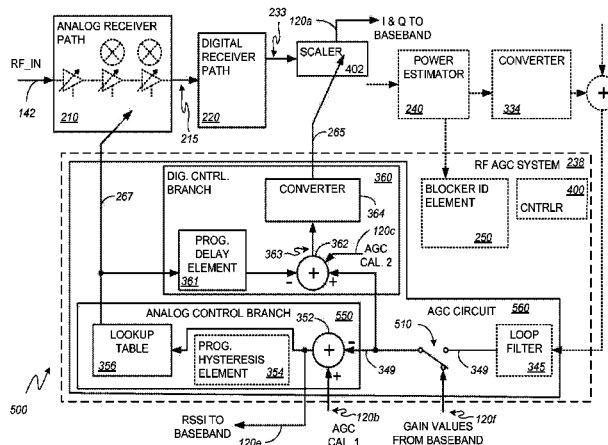 ANALOG RECEIVER
PATH
RF_IN
142
210
215
DIGITAL
RECEIVER
PATH
220
233
120a
I & Q TO
BASEBAND
SCALER
402
265
POWER
ESTIMATOR
240
CONVERTER
334
+
RF AGC SYSTEM 238
BLOCKER ID
ELEMENT
250
400
CNTRLR
267
DIG. CNTRL.
BRANCH
360
CONVERTER
364
363
362
120c
AGC
CAL. 2
PROG.
DELAY
ELEMENT
361
-
+
+
ANALOG CONTROL BRANCH 550
352
LOOKUP
TABLE
356
PROG.
HYSTERESIS
ELEMENT 354
+
-
+
349
AGC CIRCUIT 560
510
349
LOOP
FILTER
345
500
RSSI TO
BASEBAND
120e
120b
AGC
CAL. 1
120f
GAIN VALUES
FROM BASEBAND